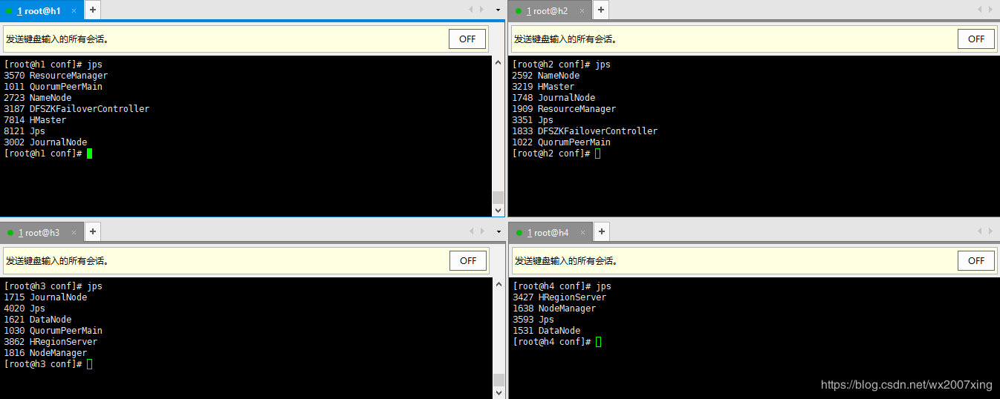 1 root@h1
发送键盘输入的所有会话。
OFF
[root@h1 conf]# jps
3570 ResourceManager
1011 QuorumPeerMain
2723 NameNode
3187 DFSZKFailoverController
7814 HMaster
8121 Jps
3002 JournalNode
[root@h1 conf]#
1 root@h2
发送键盘输入的所有会话。
OFF
[root@h2 conf]# jps
2592 NameNode
3219 HMaster
1748 JournalNode
1909 ResourceManager
3351 Jps
1833 DFSZKFailoverController
1022 QuorumPeerMain
[root@h2 conf]#
1 root@h3
发送键盘输入的所有会话。
OFF
[root@h3 conf]# jps
1715 JournalNode
4020 Jps
1621 DataNode
1030 QuorumPeerMain
3862 HRegionServer
1816 NodeManager
[root@h3 conf]#
1 root@h4
发送键盘输入的所有会话。
OFF
[root@h4 conf]# jps
3427 HRegionServer
1638 NodeManager
3593 Jps
1531 DataNode
[root@h4 conf]#
https://blog.csdn.net/wx2007xing